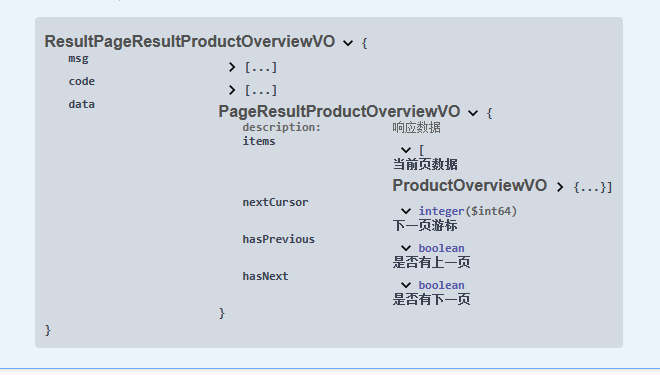 ResultPageResultProductOverviewVO {
msg
[...]
code
[...]
data
PageResultProductOverviewVO {
description: 响应数据
items
[
当前页数据
ProductOverviewVO {...}]
nextCursor
integer($int64)
下一页游标
hasPrevious
boolean
是否有上一页
hasNext
boolean
是否有下一页
}
}